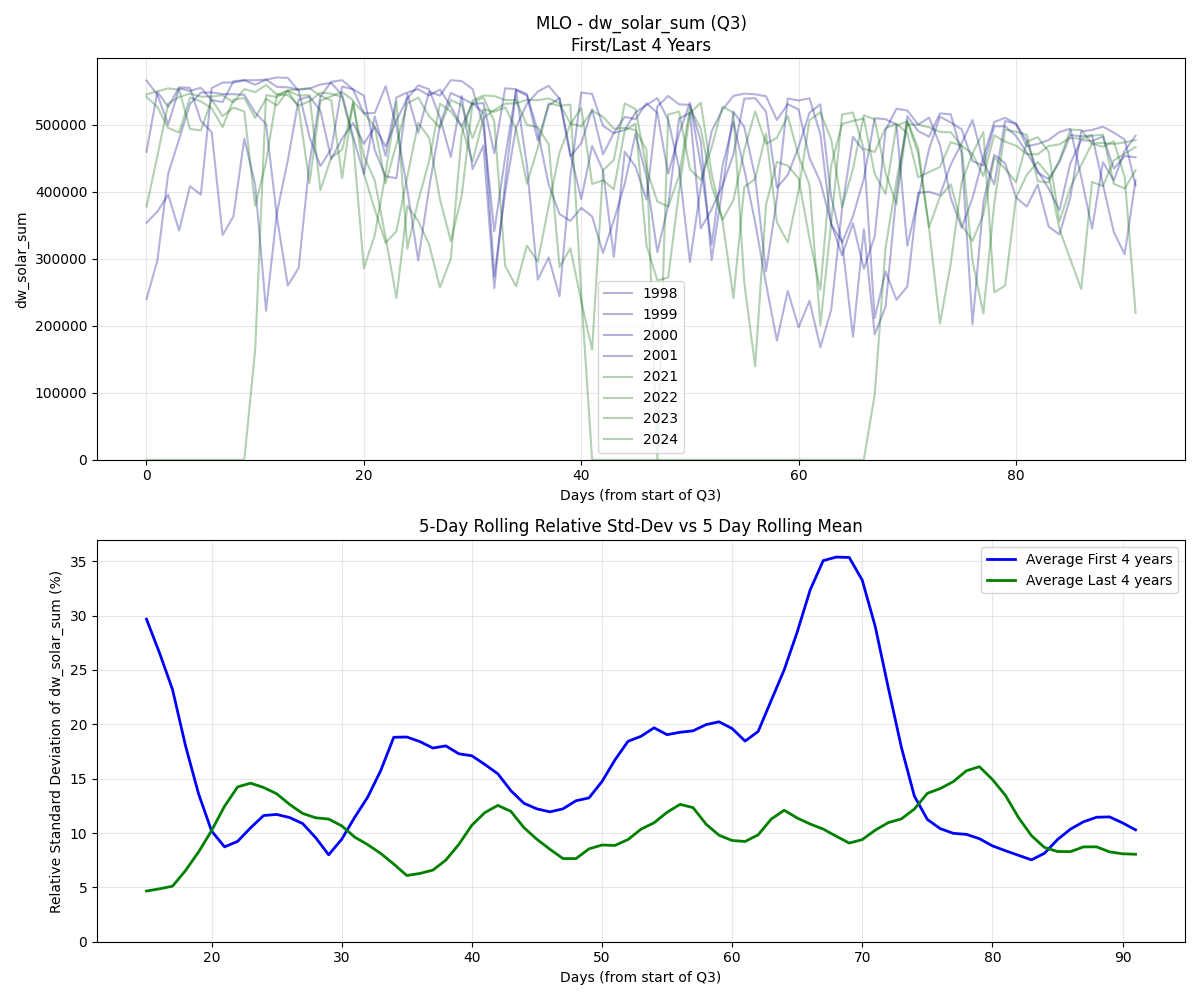 MLO - dw_solar_sum (Q3)
First/Last 4 Years
dw_solar_sum
500000
400000
300000
200000
100000
0
1998
1999
2000
2001
2021
2022
2023
2024
0 20 40 60 80
Days (from start of Q3)
5-Day Rolling Relative Std-Dev vs 5 Day Rolling Mean
Relative Standard Deviation of dw_solar_sum (%)
35
30
25
20
15
10
5
0
Average First 4 years
Average Last 4 years
20 30 40 50 60 70 80 90
Days (from start of Q3)